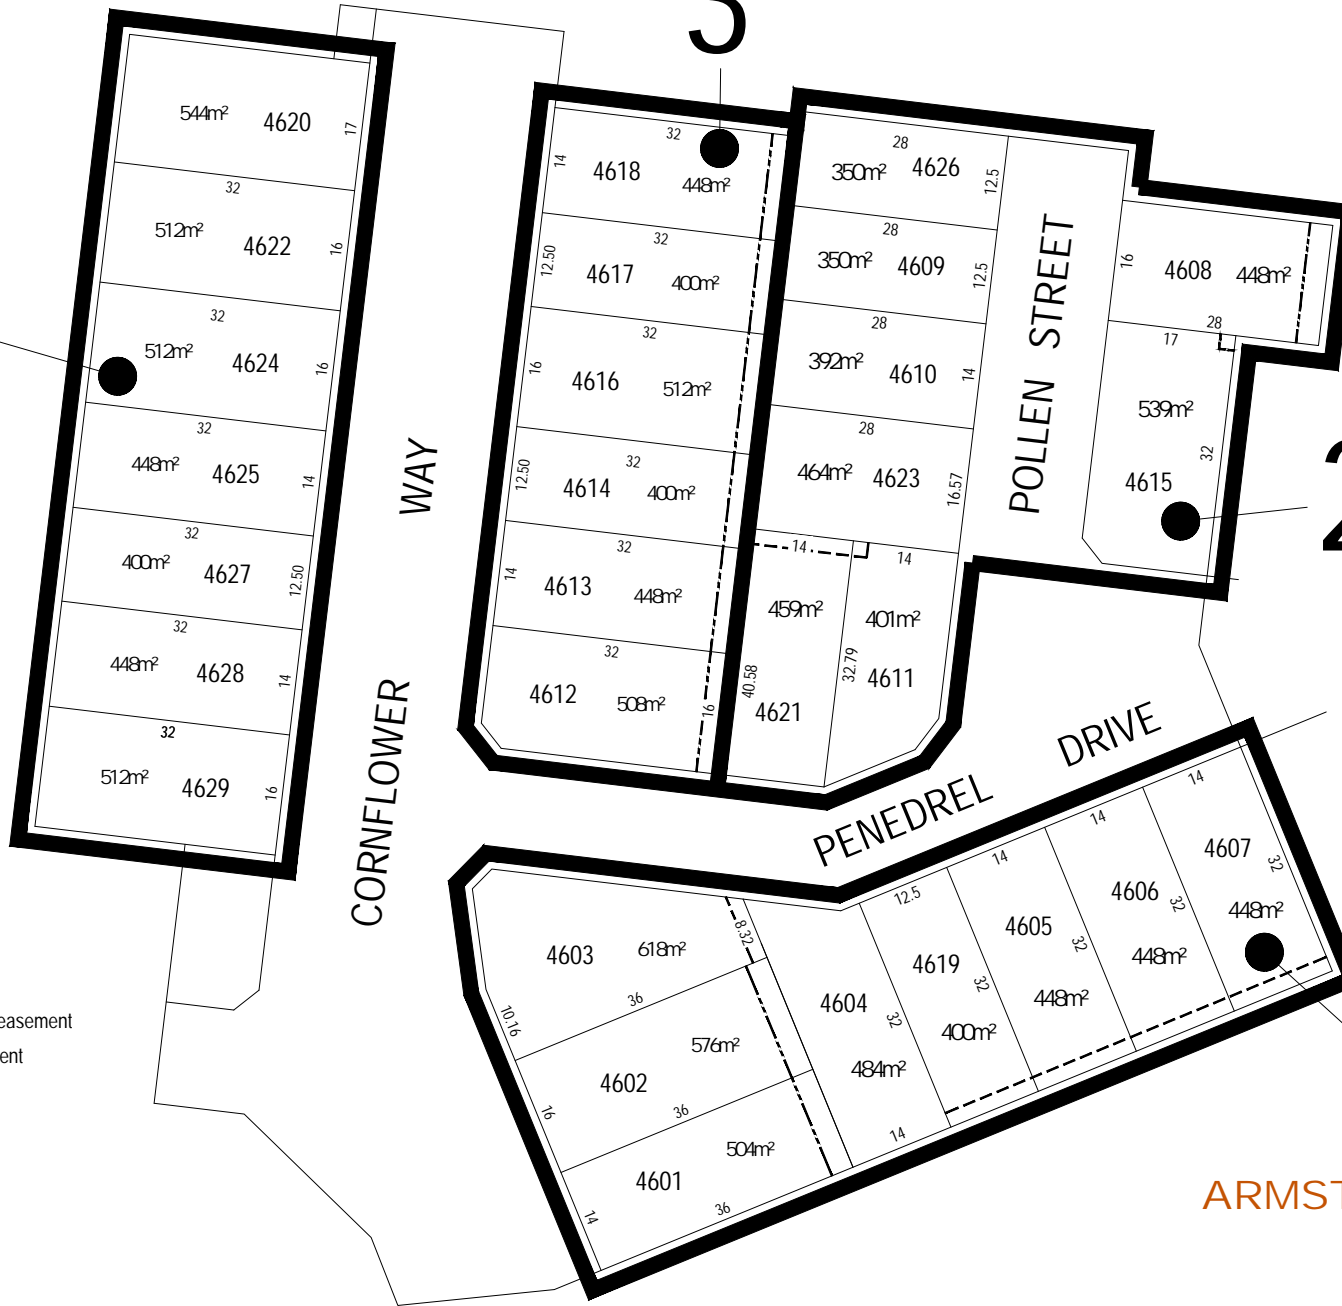 544m² 4620
17
32
512m² 4622
16
32
512m² 4624
16
32
448m² 4625
14
32
400m² 4627
12.50
32
448m² 4628
14
32
512m² 4629
16
CORNFLOWER WAY
32
14
4618 448m²
32
12.50
4617 400m²
32
16
4616 512m²
32
12.50
4614 400m²
32
14
4613 448m²
32
4612 508m²
16
28
350m² 4626
12.5
28
350m² 4609
12.5
28
392m² 4610
14
28
464m² 4623
16.57
14
459m²
40.58
4621
14
401m²
32.79
4611
POLLEN STREET
16
4608 448m²
28
17
539m²
32
4615
PENEDREL DRIVE
4603 618m²
8.32
36
10.16
576m²
4602
16
36
504m²
4601
14
36
4604
32
484m²
14
12.5
4619
32
400m²
14
4605
32
448m²
14
4606
32
448m²
14
4607
32
448m²
easement
ent
ARMST